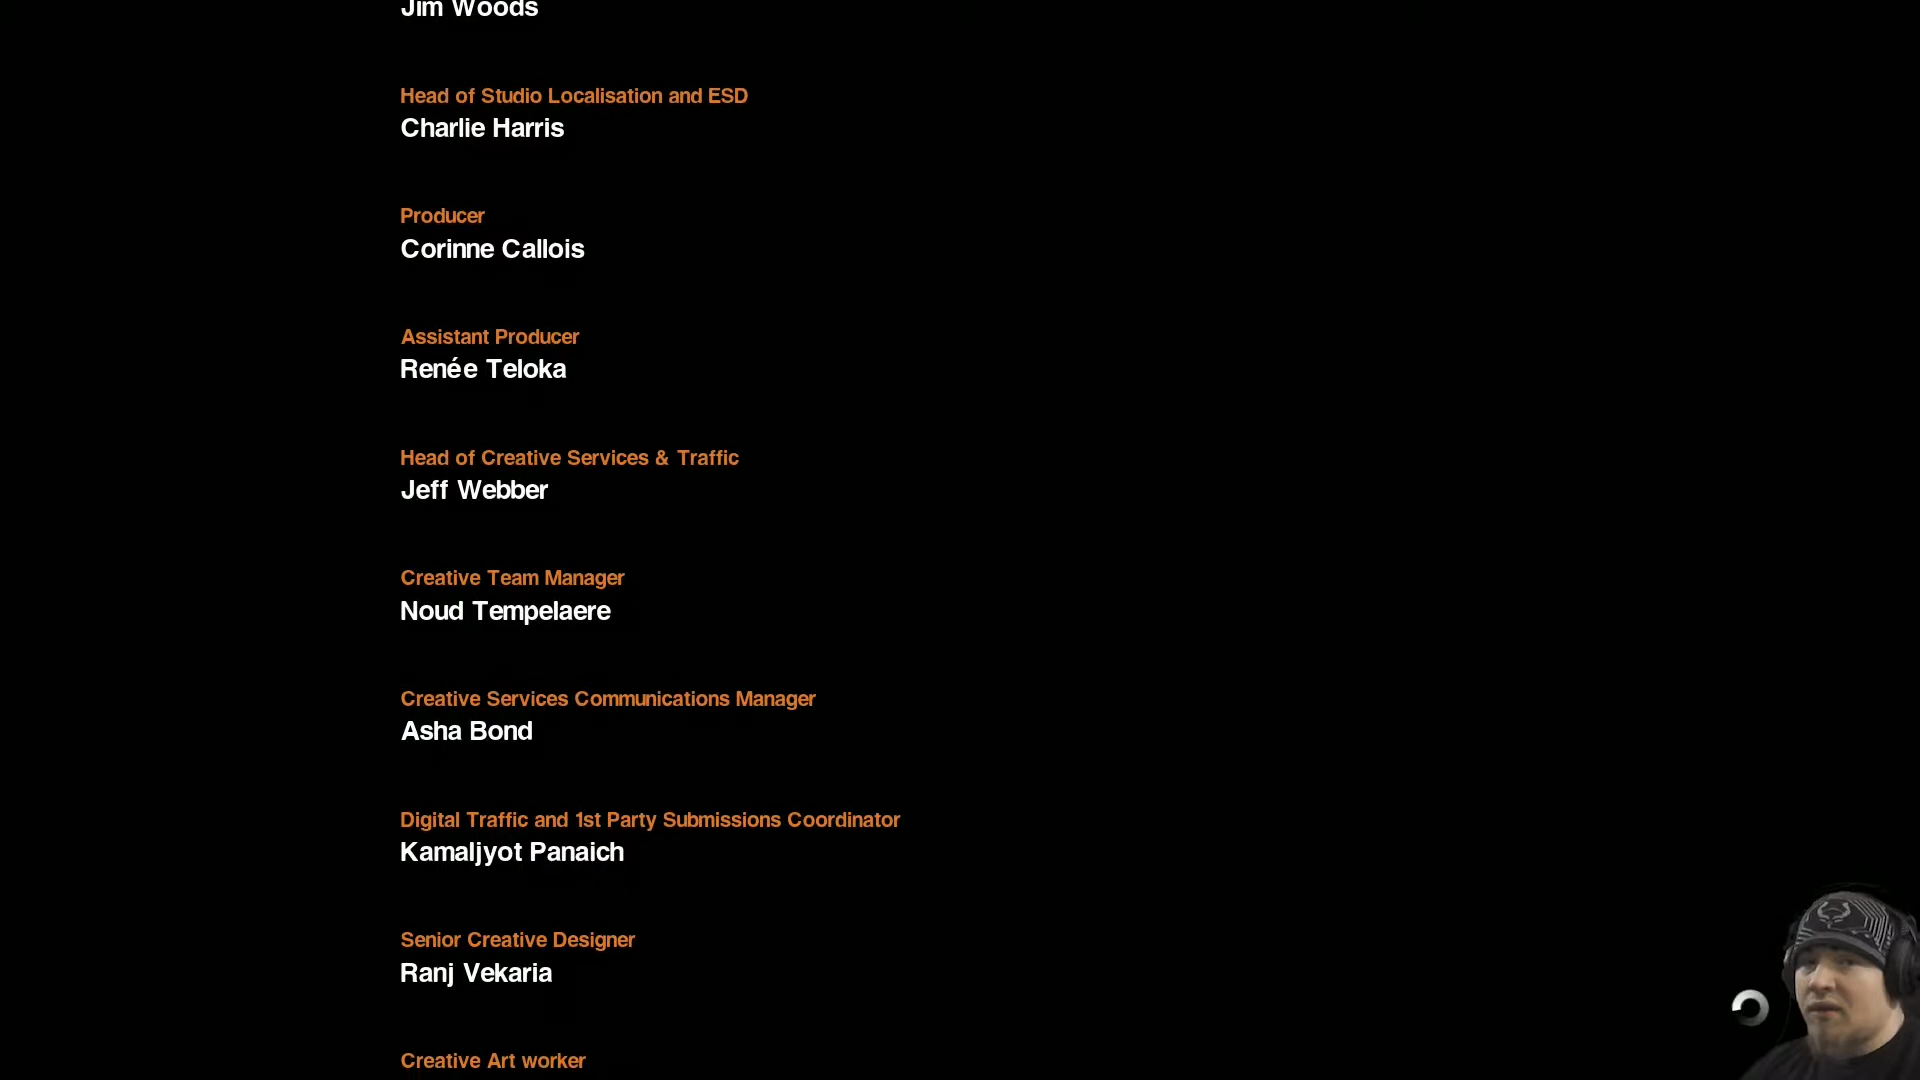 Jim Woods
Head of Studio Localisation and ESD
Charlie Harris
Producer
Corinne Callois
Assistant Producer
Renée Teloka
Head of Creative Services & Traffic
Jeff Webber
Creative Team Manager
Noud Tempelaere
Creative Services Communications Manager
Asha Bond
Digital Traffic and 1st Party Submissions Coordinator
Kamaljyot Panaich
Senior Creative Designer
Ranj Vekaria
Creative Art worker